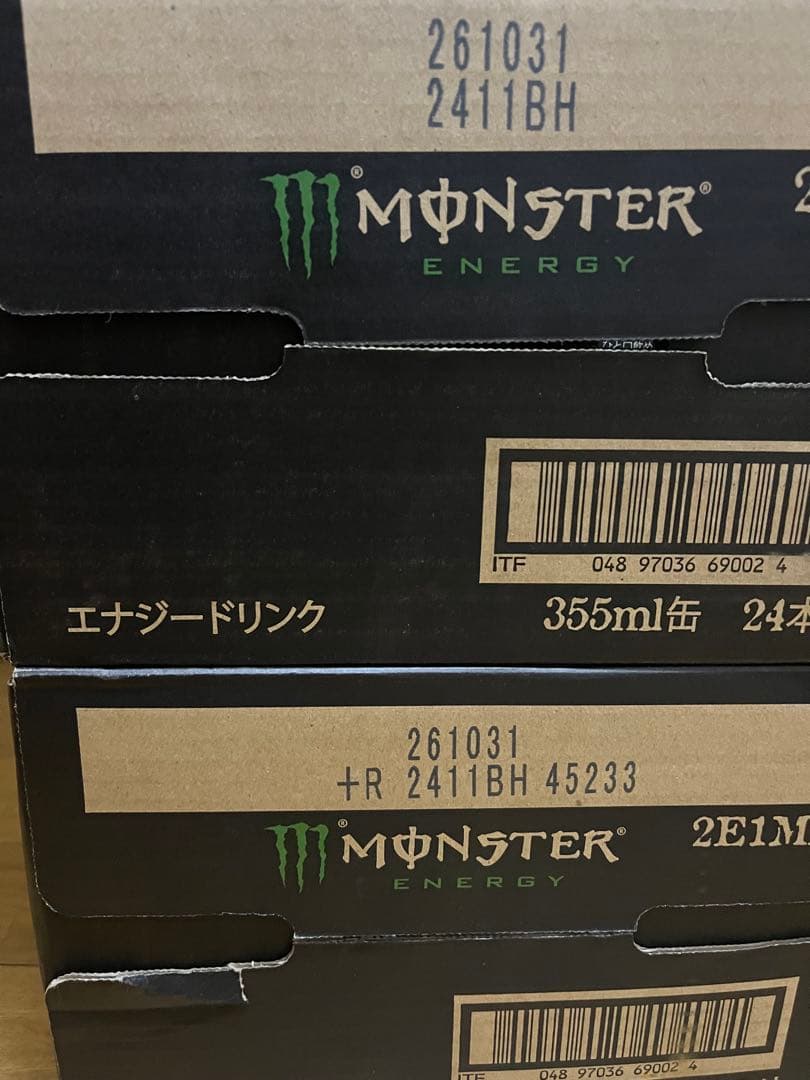 261031
2411BH
® MONSTER®
ENERGY
ITF 048 97036 69002 4
エナジードリンク 355ml缶 24本
261031
+R 2411BH 45233
® MONSTER® 2E1M
ENERGY
ITF 048 97036 69002 4